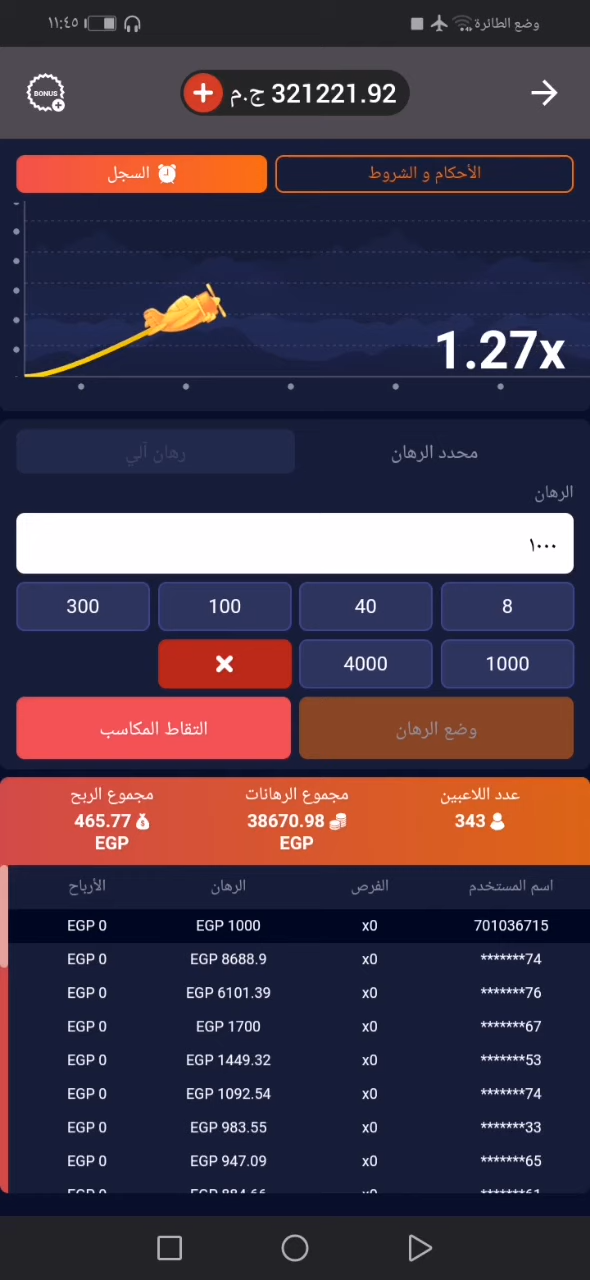 وضع الطائرة ١١:٤٥
BONUS
321221.92 ج.م
الأحكام و الشروط السجل
1.27x
محدد الرهان رهان آلي
الرهان
١٠٠٠
8 40 100 300
1000 4000
وضع الرهان التقاط المكاسب
عدد اللاعبين مجموع الرهانات مجموع الربح
343 38670.98 465.77
EGP EGP
اسم المستخدم الفرص الرهان الأرباح
701036715 x0 EGP 1000 EGP 0
*******74 x0 EGP 8688.9 EGP 0
*******76 x0 EGP 6101.39 EGP 0
*******67 x0 EGP 1700 EGP 0
*******53 x0 EGP 1449.32 EGP 0
*******74 x0 EGP 1092.54 EGP 0
*******33 x0 EGP 983.55 EGP 0
*******65 x0 EGP 947.09 EGP 0